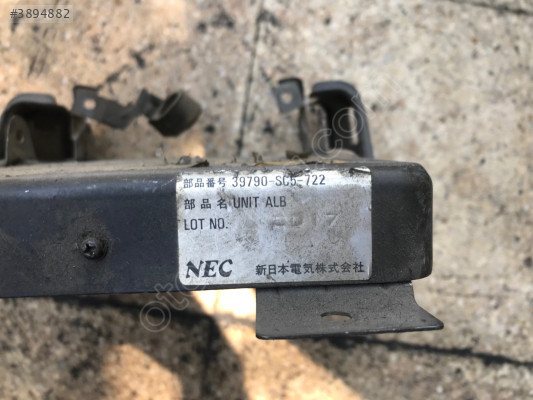 #3894882
部品番号 39790-SC5-722
部品名 UNIT ALB
LOT NO.
NEC 新日本電気株式会社